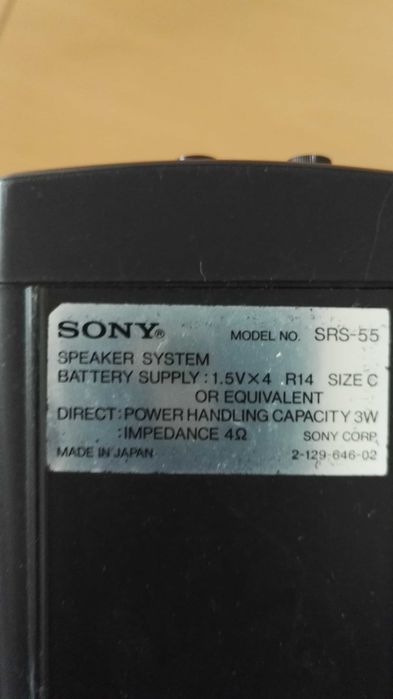 SONY® MODEL NO. SRS-55
SPEAKER SYSTEM
BATTERY SUPPLY : 1.5V×4 R14 SIZE C
OR EQUIVALENT
DIRECT : POWER HANDLING CAPACITY 3W
: IMPEDANCE 4Ω SONY CORP.
MADE IN JAPAN 2-129-646-02